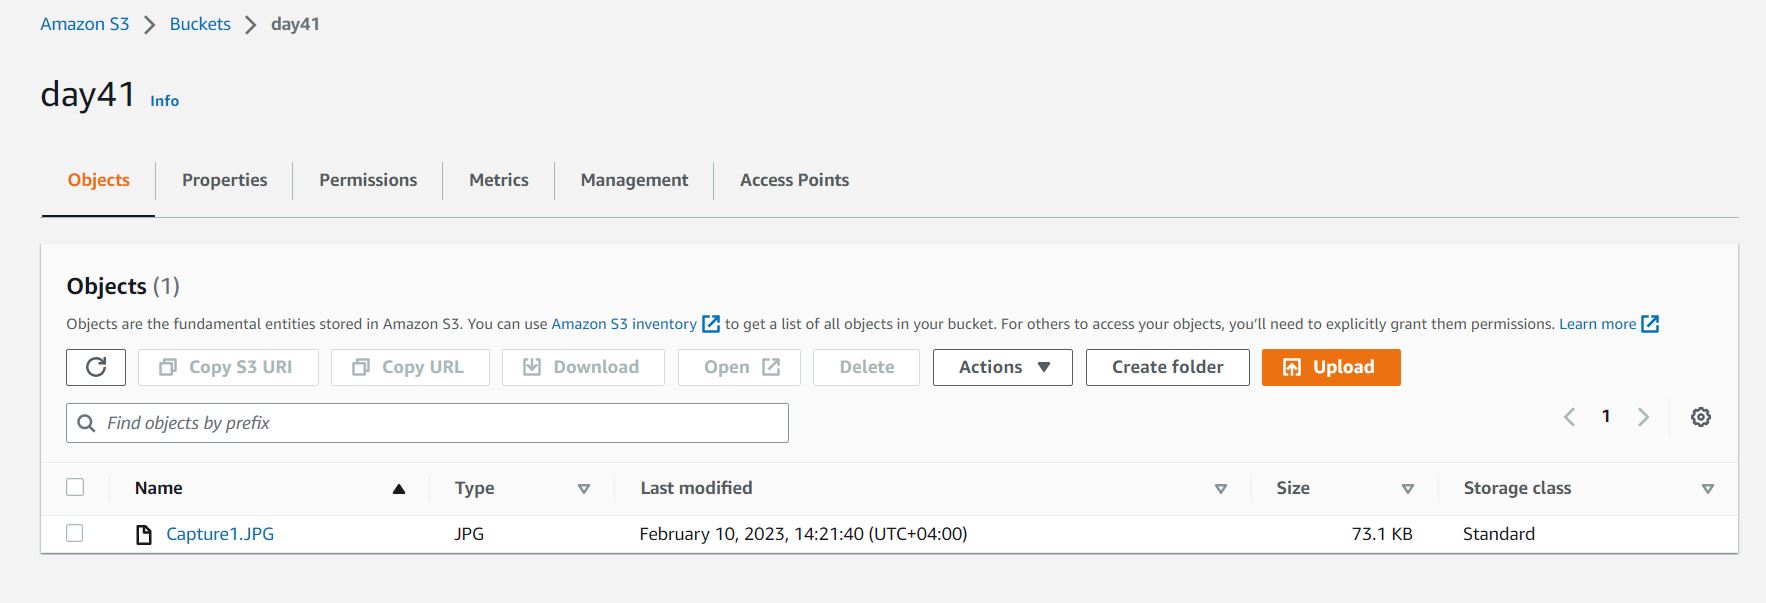 Amazon S3 > Buckets > day41
day41 Info
Objects Properties Permissions Metrics Management Access Points
Objects (1)
Objects are the fundamental entities stored in Amazon S3. You can use Amazon S3 inventory to get a list of all objects in your bucket. For others to access your objects, you'll need to explicitly grant them permissions. Learn more
Copy S3 URI Copy URL Download Open Delete Actions Create folder Upload
Find objects by prefix 1
Name Type Last modified Size Storage class
Capture1.JPG JPG February 10, 2023, 14:21:40 (UTC+04:00) 73.1 KB Standard